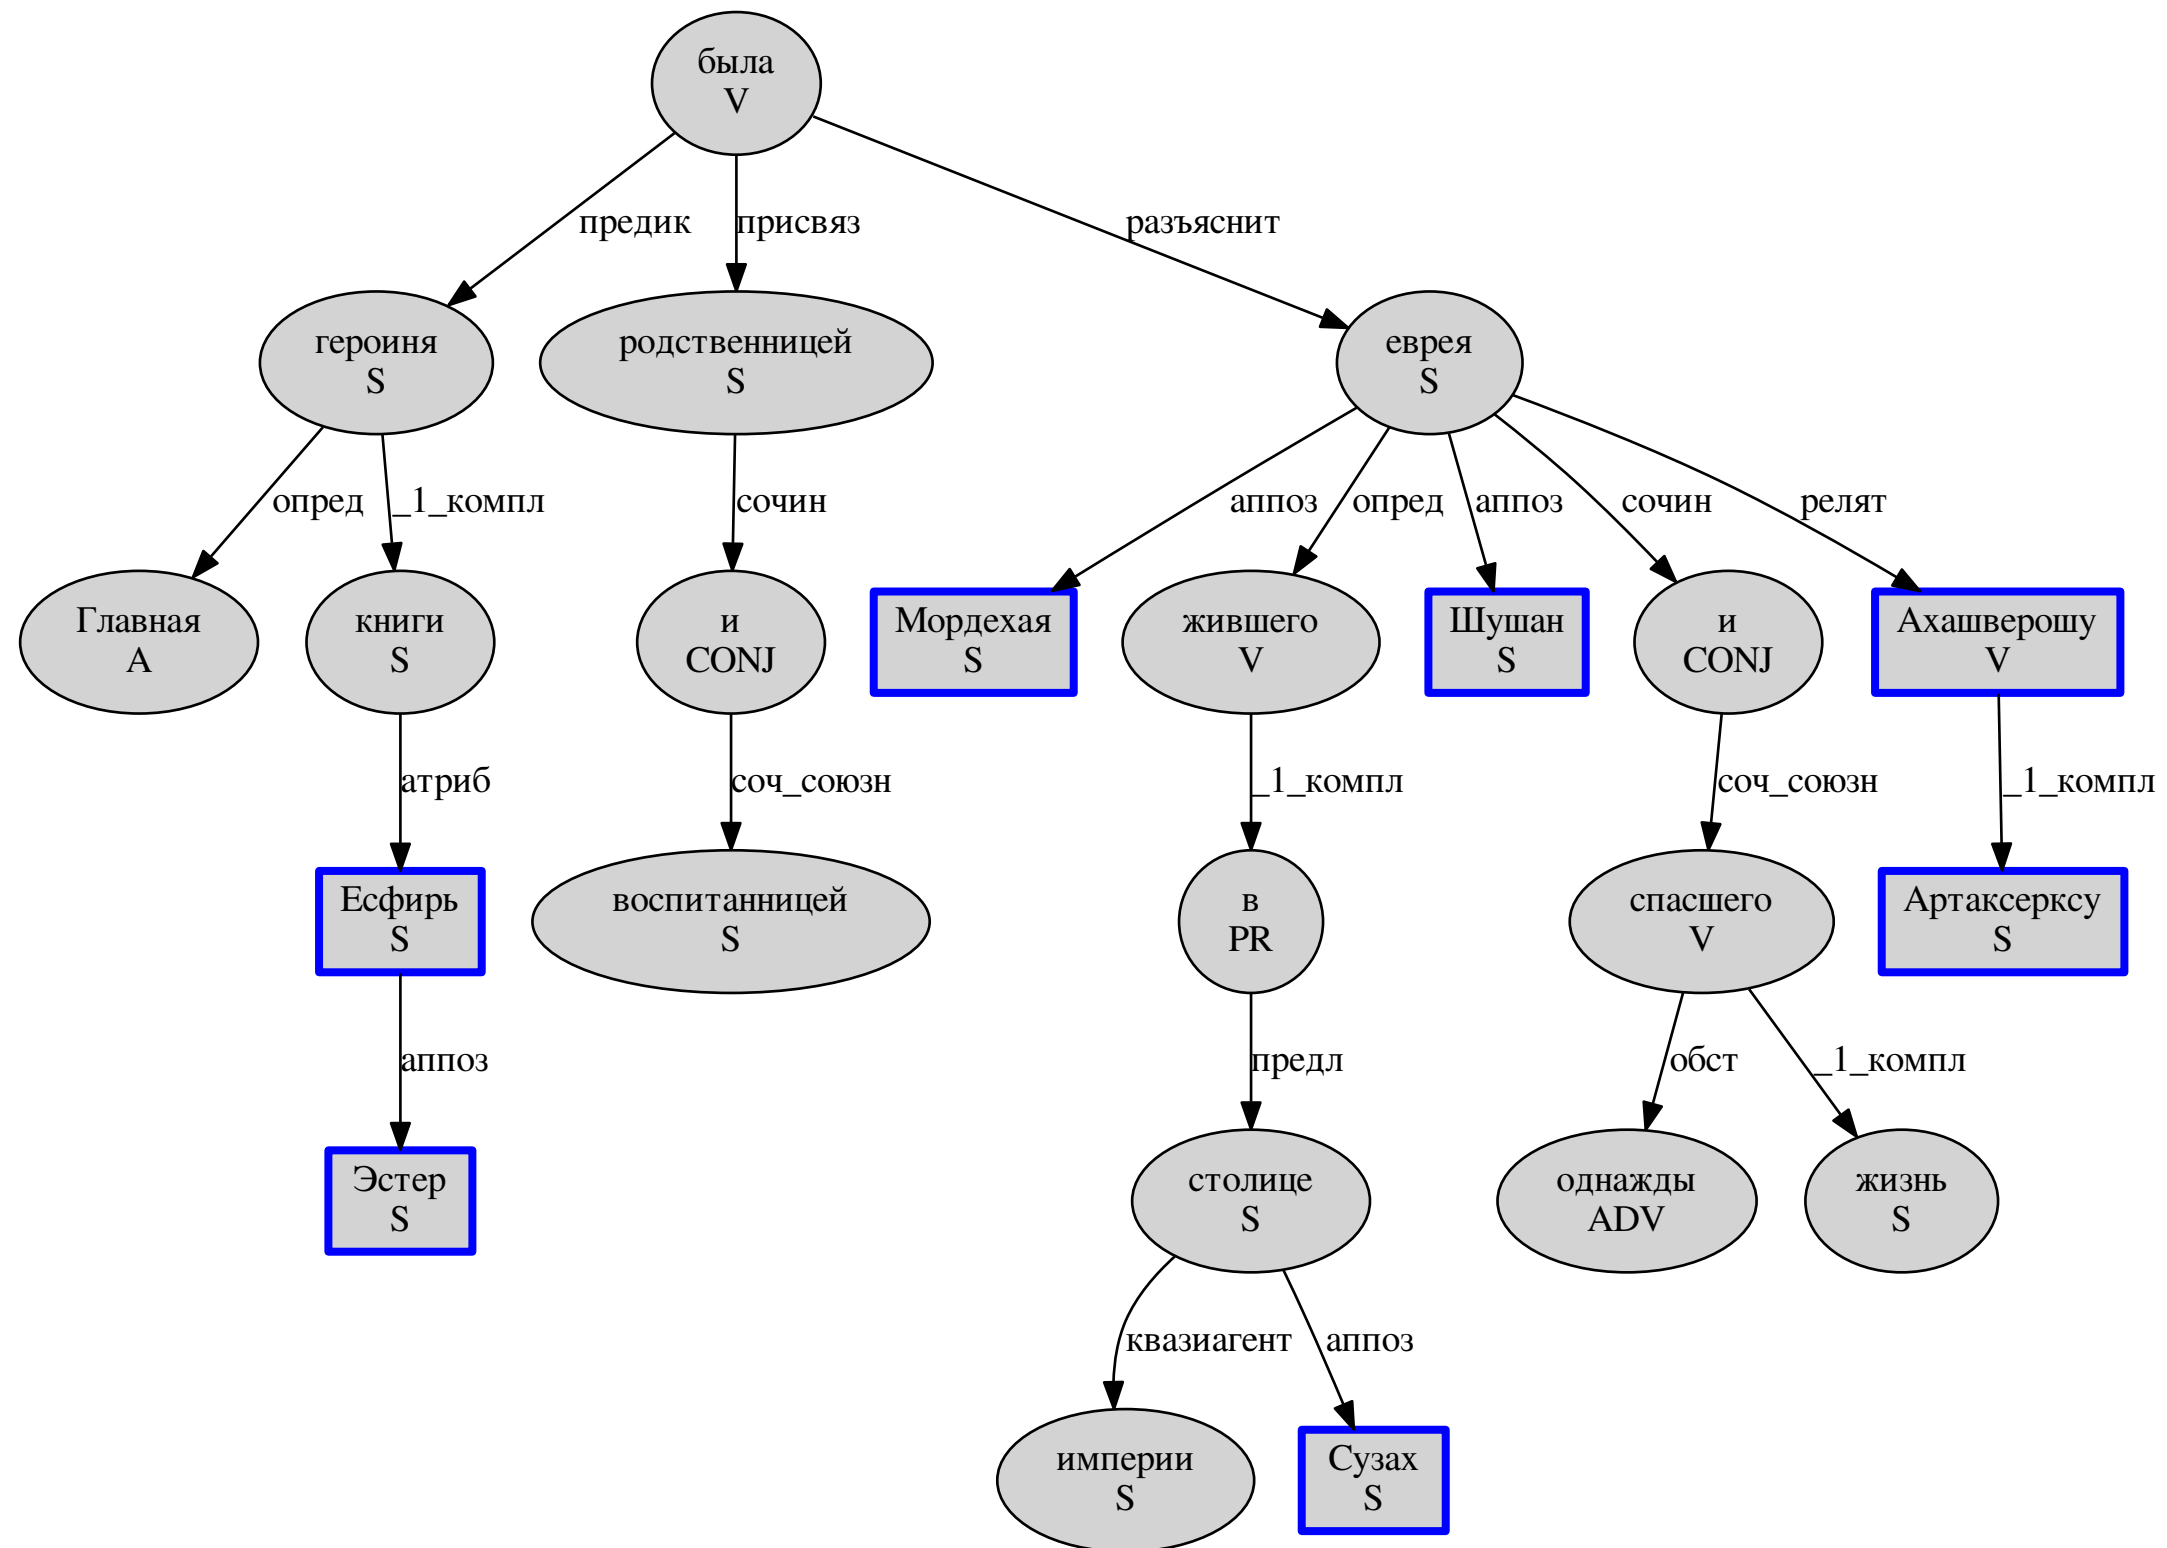 была
V
предик
присвяз
разъяснит
героиня
S
родственницей
S
еврея
S
опред
_1_компл
сочин
аппоз
опред
аппоз
сочин
релят
Главная
A
книги
S
и
CONJ
Мордехая
S
жившего
V
Шушан
S
и
CONJ
Ахашверошу
V
атриб
соч_союзн
_1_компл
соч_союзн
_1_компл
Есфирь
S
воспитанницей
S
в
PR
спасшего
V
Артаксерксу
S
аппоз
предл
обст
_1_компл
Эстер
S
столице
S
однажды
ADV
жизнь
S
квазиагент
аппоз
империи
S
Сузах
S